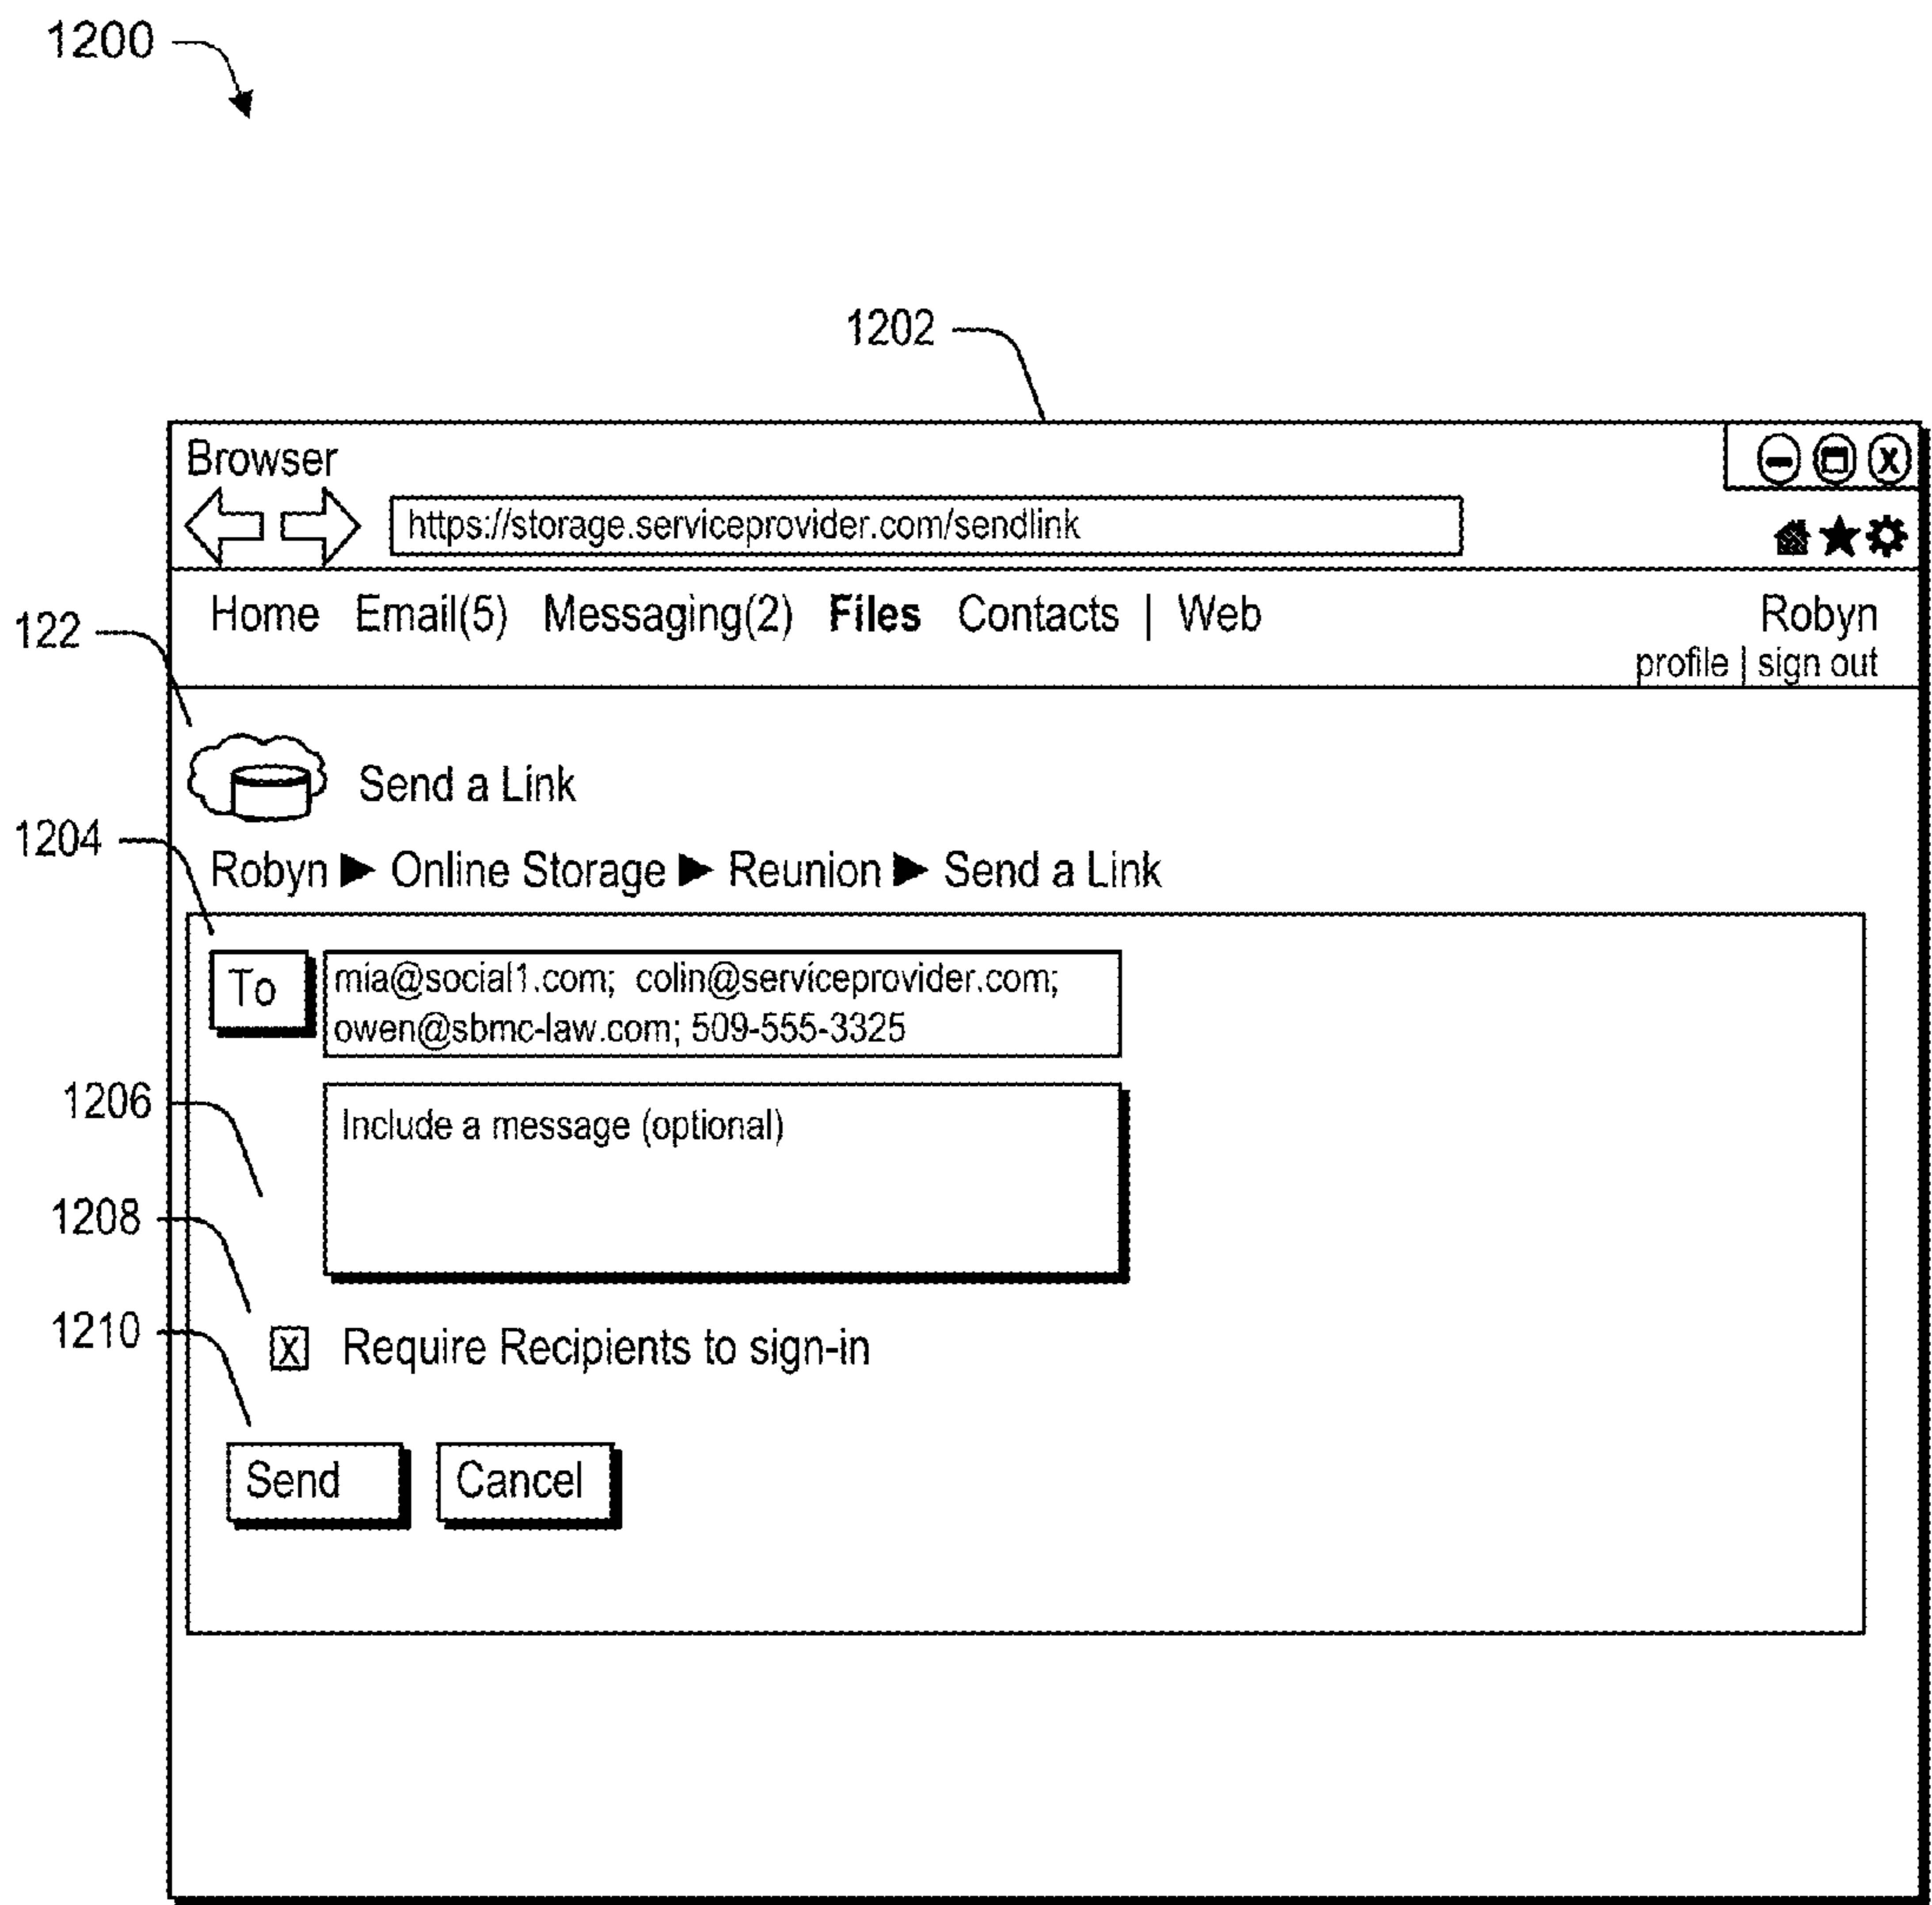 1200
1202
Browser
X
https://storage.serviceprovider.com/sendlink
Home Email(5) Messaging(2) Files Contacts | Web
Robyn
profile | sign out
122
Send a Link
1204
Robyn ▶ Online Storage ▶ Reunion ▶ Send a Link
To
mia@social1.com; colin@serviceprovider.com;
owen@sbmc-law.com; 509-555-3325
1206
Include a message (optional)
1208
X Require Recipients to sign-in
1210
Send
Cancel